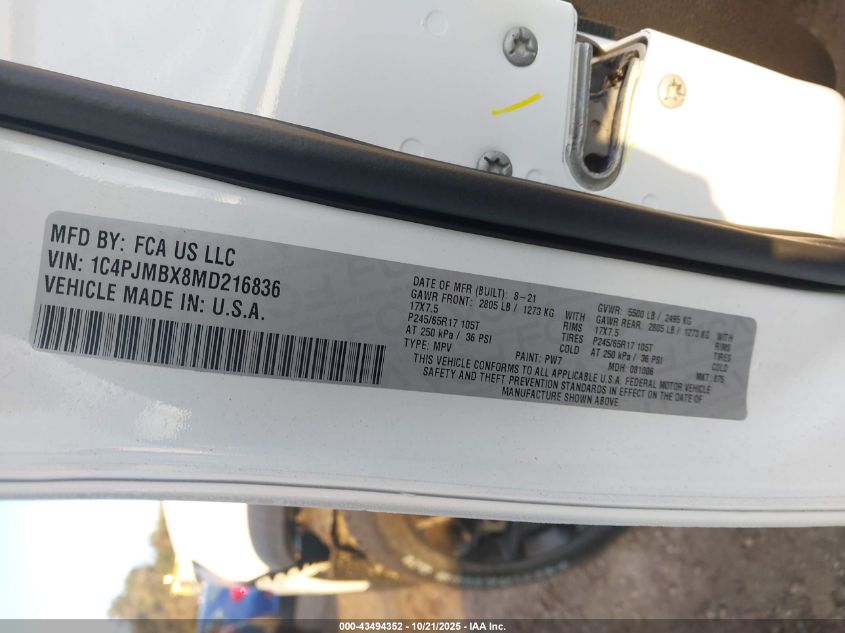 MFD BY: FCA US LLC
VIN: 1C4PJMBX8MD216836
VEHICLE MADE IN: U.S.A.
DATE OF MFR (BUILT): 8-21
GAWR FRONT: 2805 LB / 1273 KG WITH
17X7.5 RIMS
P245/65R17 105T TIRES
AT 250 kPa / 36 PSI COLD
TYPE: MPV
PAINT: PW7
GVWR: 5500 LB / 2495 KG
GAWR REAR: 2805 LB / 1273 KG WITH
17X7.5 RIMS
P245/65R17 105T TIRES
AT 250 kPa / 36 PSI COLD
MDH: 081006
MKT: 875
THIS VEHICLE CONFORMS TO ALL APPLICABLE U.S.A. FEDERAL MOTOR VEHICLE
SAFETY AND THEFT PREVENTION STANDARDS IN EFFECT ON THE DATE OF
MANUFACTURE SHOWN ABOVE.
000-43494352 - 10/21/2025 - IAA Inc.